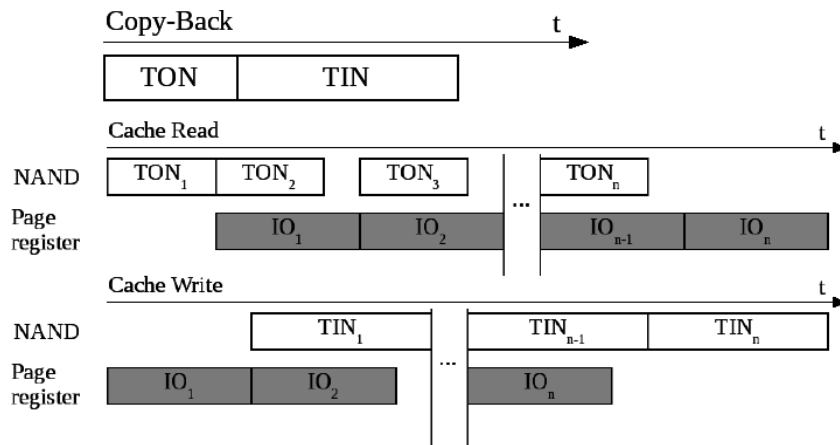 Copy-Back t
TON TIN
Cache Read t
NAND TON1 TON2 TON3 ... TONn
Page register IO1 IO2 IOn-1 IOn
Cache Write t
NAND TIN1 ... TINn-1 TINn
Page register IO1 IO2 IOn